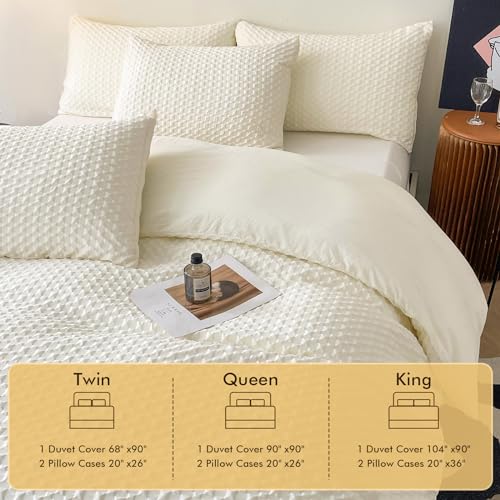 Twin
1 Duvet Cover 68" x90"
2 Pillow Cases 20" x26"
Queen
1 Duvet Cover 90" x90"
2 Pillow Cases 20" x26"
King
1 Duvet Cover 104" x90"
2 Pillow Cases 20" x36"